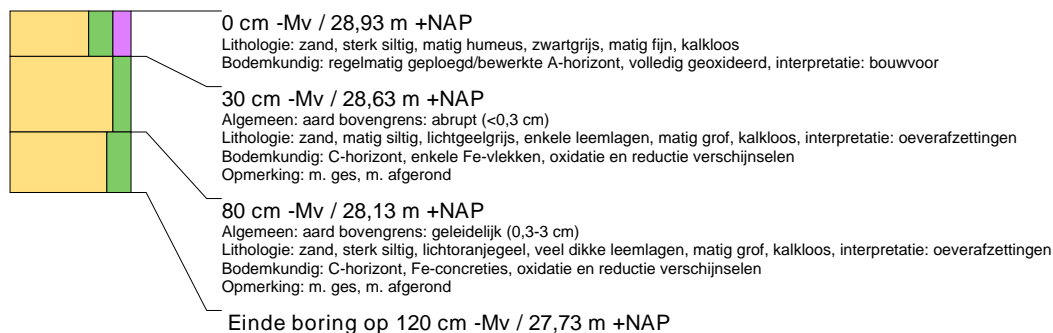 0 cm -Mv / 28,93 m +NAP
Lithologie: zand, sterk siltig, matig humeus, zwartgrijs, matig fijn, kalkloos
Bodemkundig: regelmatig geploegd/bewerkte A-horizont, volledig geoxideerd, interpretatie: bouwvoor
30 cm -Mv / 28,63 m +NAP
Algemeen: aard bovengrens: abrupt (<0,3 cm)
Lithologie: zand, matig siltig, lichtgeelgrijs, enkele leemlagen, matig grof, kalkloos, interpretatie: oeverafzettingen
Bodemkundig: C-horizont, enkele Fe-vlekken, oxidatie en reductie verschijnselen
Opmerking: m. ges, m. afgerond
80 cm -Mv / 28,13 m +NAP
Algemeen: aard bovengrens: geleidelijk (0,3-3 cm)
Lithologie: zand, sterk siltig, lichtoranjegeel, veel dikke leemlagen, matig grof, kalkloos, interpretatie: oeverafzettingen
Bodemkundig: C-horizont, Fe-concreties, oxidatie en reductie verschijnselen
Opmerking: m. ges, m. afgerond
Einde boring op 120 cm -Mv / 27,73 m +NAP